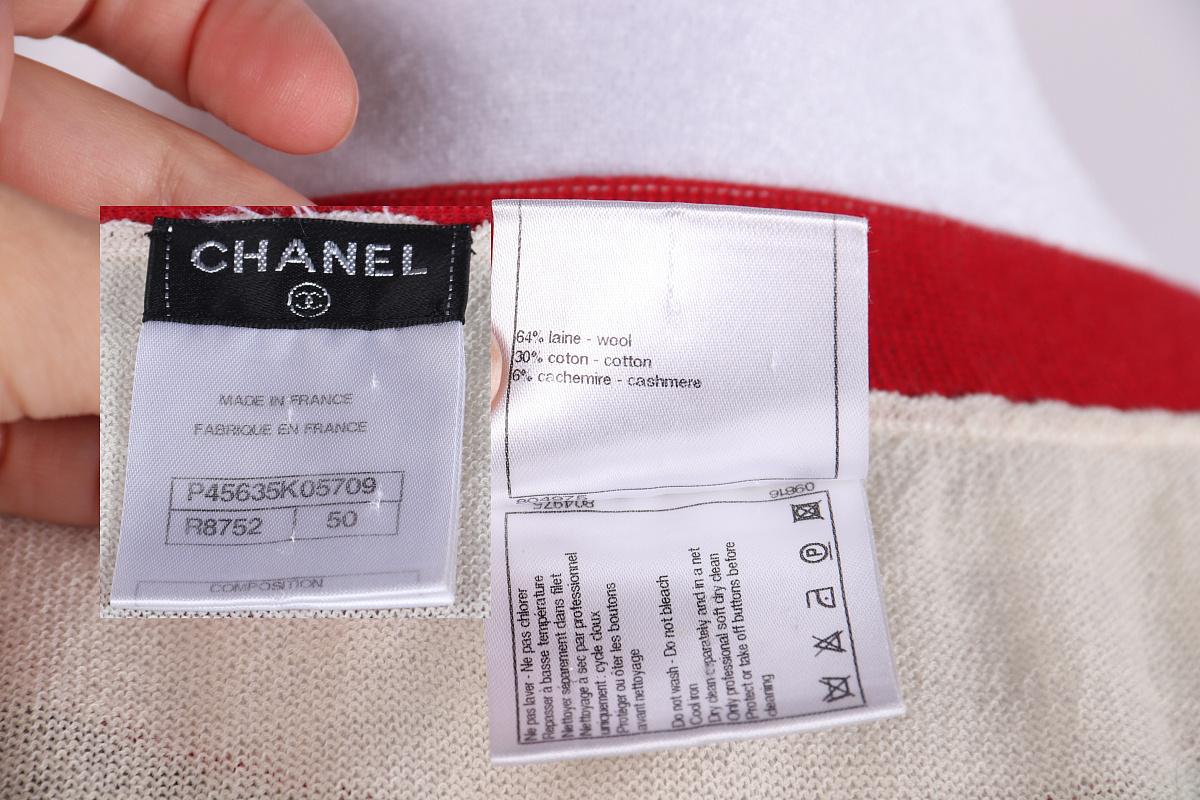 CHANEL
MADE IN FRANCE
FABRIQUE EN FRANCE
P45635K05709
R8752 50
COMPOSITION
64% laine - wool
30% coton - cotton
6% cachemire - cashmere
804975
09816
Ne pas laver - Ne pas chlorer
Repasser à basse température
Nettoyer séparement dans filet
Nettoyage à sec par professionnel
uniquement : cycle doux
Protéger ou ôter les boutons
avant nettoyage
Do not wash - Do not bleach
Cool iron
Dry clean separately and in a net
Only professional soft dry clean
Protect or take off buttons before
cleaning
P